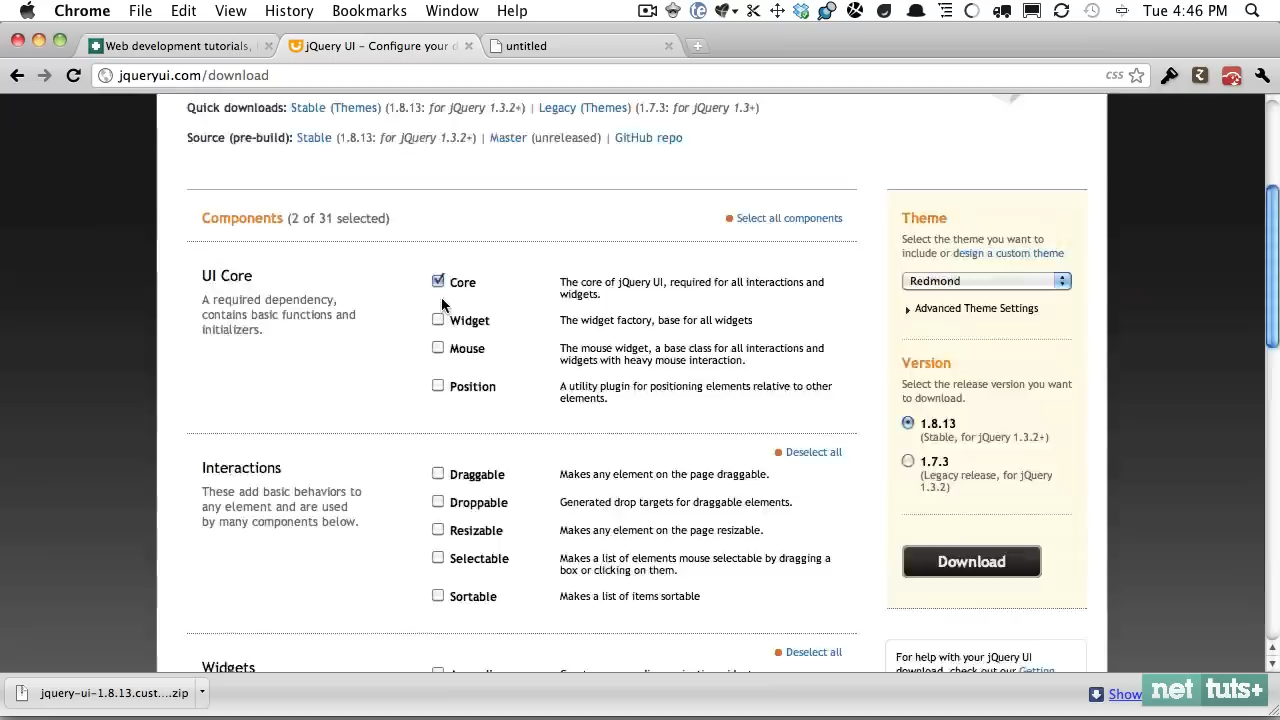 Chrome File Edit View History Bookmarks Window Help Tue 4:46 PM
Web development tutorials, jQuery UI - Configure your d untitled
jqueryui.com/download CSS
Quick downloads: Stable (Themes) (1.8.13: for jQuery 1.3.2+) | Legacy (Themes) (1.7.3: for jQuery 1.3+)
Source (pre-build): Stable (1.8.13: for jQuery 1.3.2+) | Master (unreleased) | GitHub repo
Components (2 of 31 selected)
Select all components
UI Core
A required dependency,
contains basic functions and
initializers.
Core
The core of jQuery UI, required for all interactions and
widgets.
Widget
The widget factory, base for all widgets
Mouse
The mouse widget, a base class for all interactions and
widgets with heavy mouse interaction.
Position
A utility plugin for positioning elements relative to other
elements.
Deselect all
Interactions
These add basic behaviors to
any element and are used
by many components below.
Draggable
Makes any element on the page draggable.
Droppable
Generated drop targets for draggable elements.
Resizable
Makes any element on the page resizable.
Selectable
Makes a list of elements mouse selectable by dragging a
box or clicking on them.
Sortable
Makes a list of items sortable
Deselect all
Widgets
Theme
Select the theme you want to
include or design a custom theme
Redmond
Advanced Theme Settings
Version
Select the release version you want
to download.
1.8.13
(Stable, for jQuery 1.3.2+)
1.7.3
(Legacy release, for jQuery
1.3.2)
Download
For help with your jQuery UI
download, check out our Getting
jquery-ui-1.8.13.cust....zip
Show
net tuts+